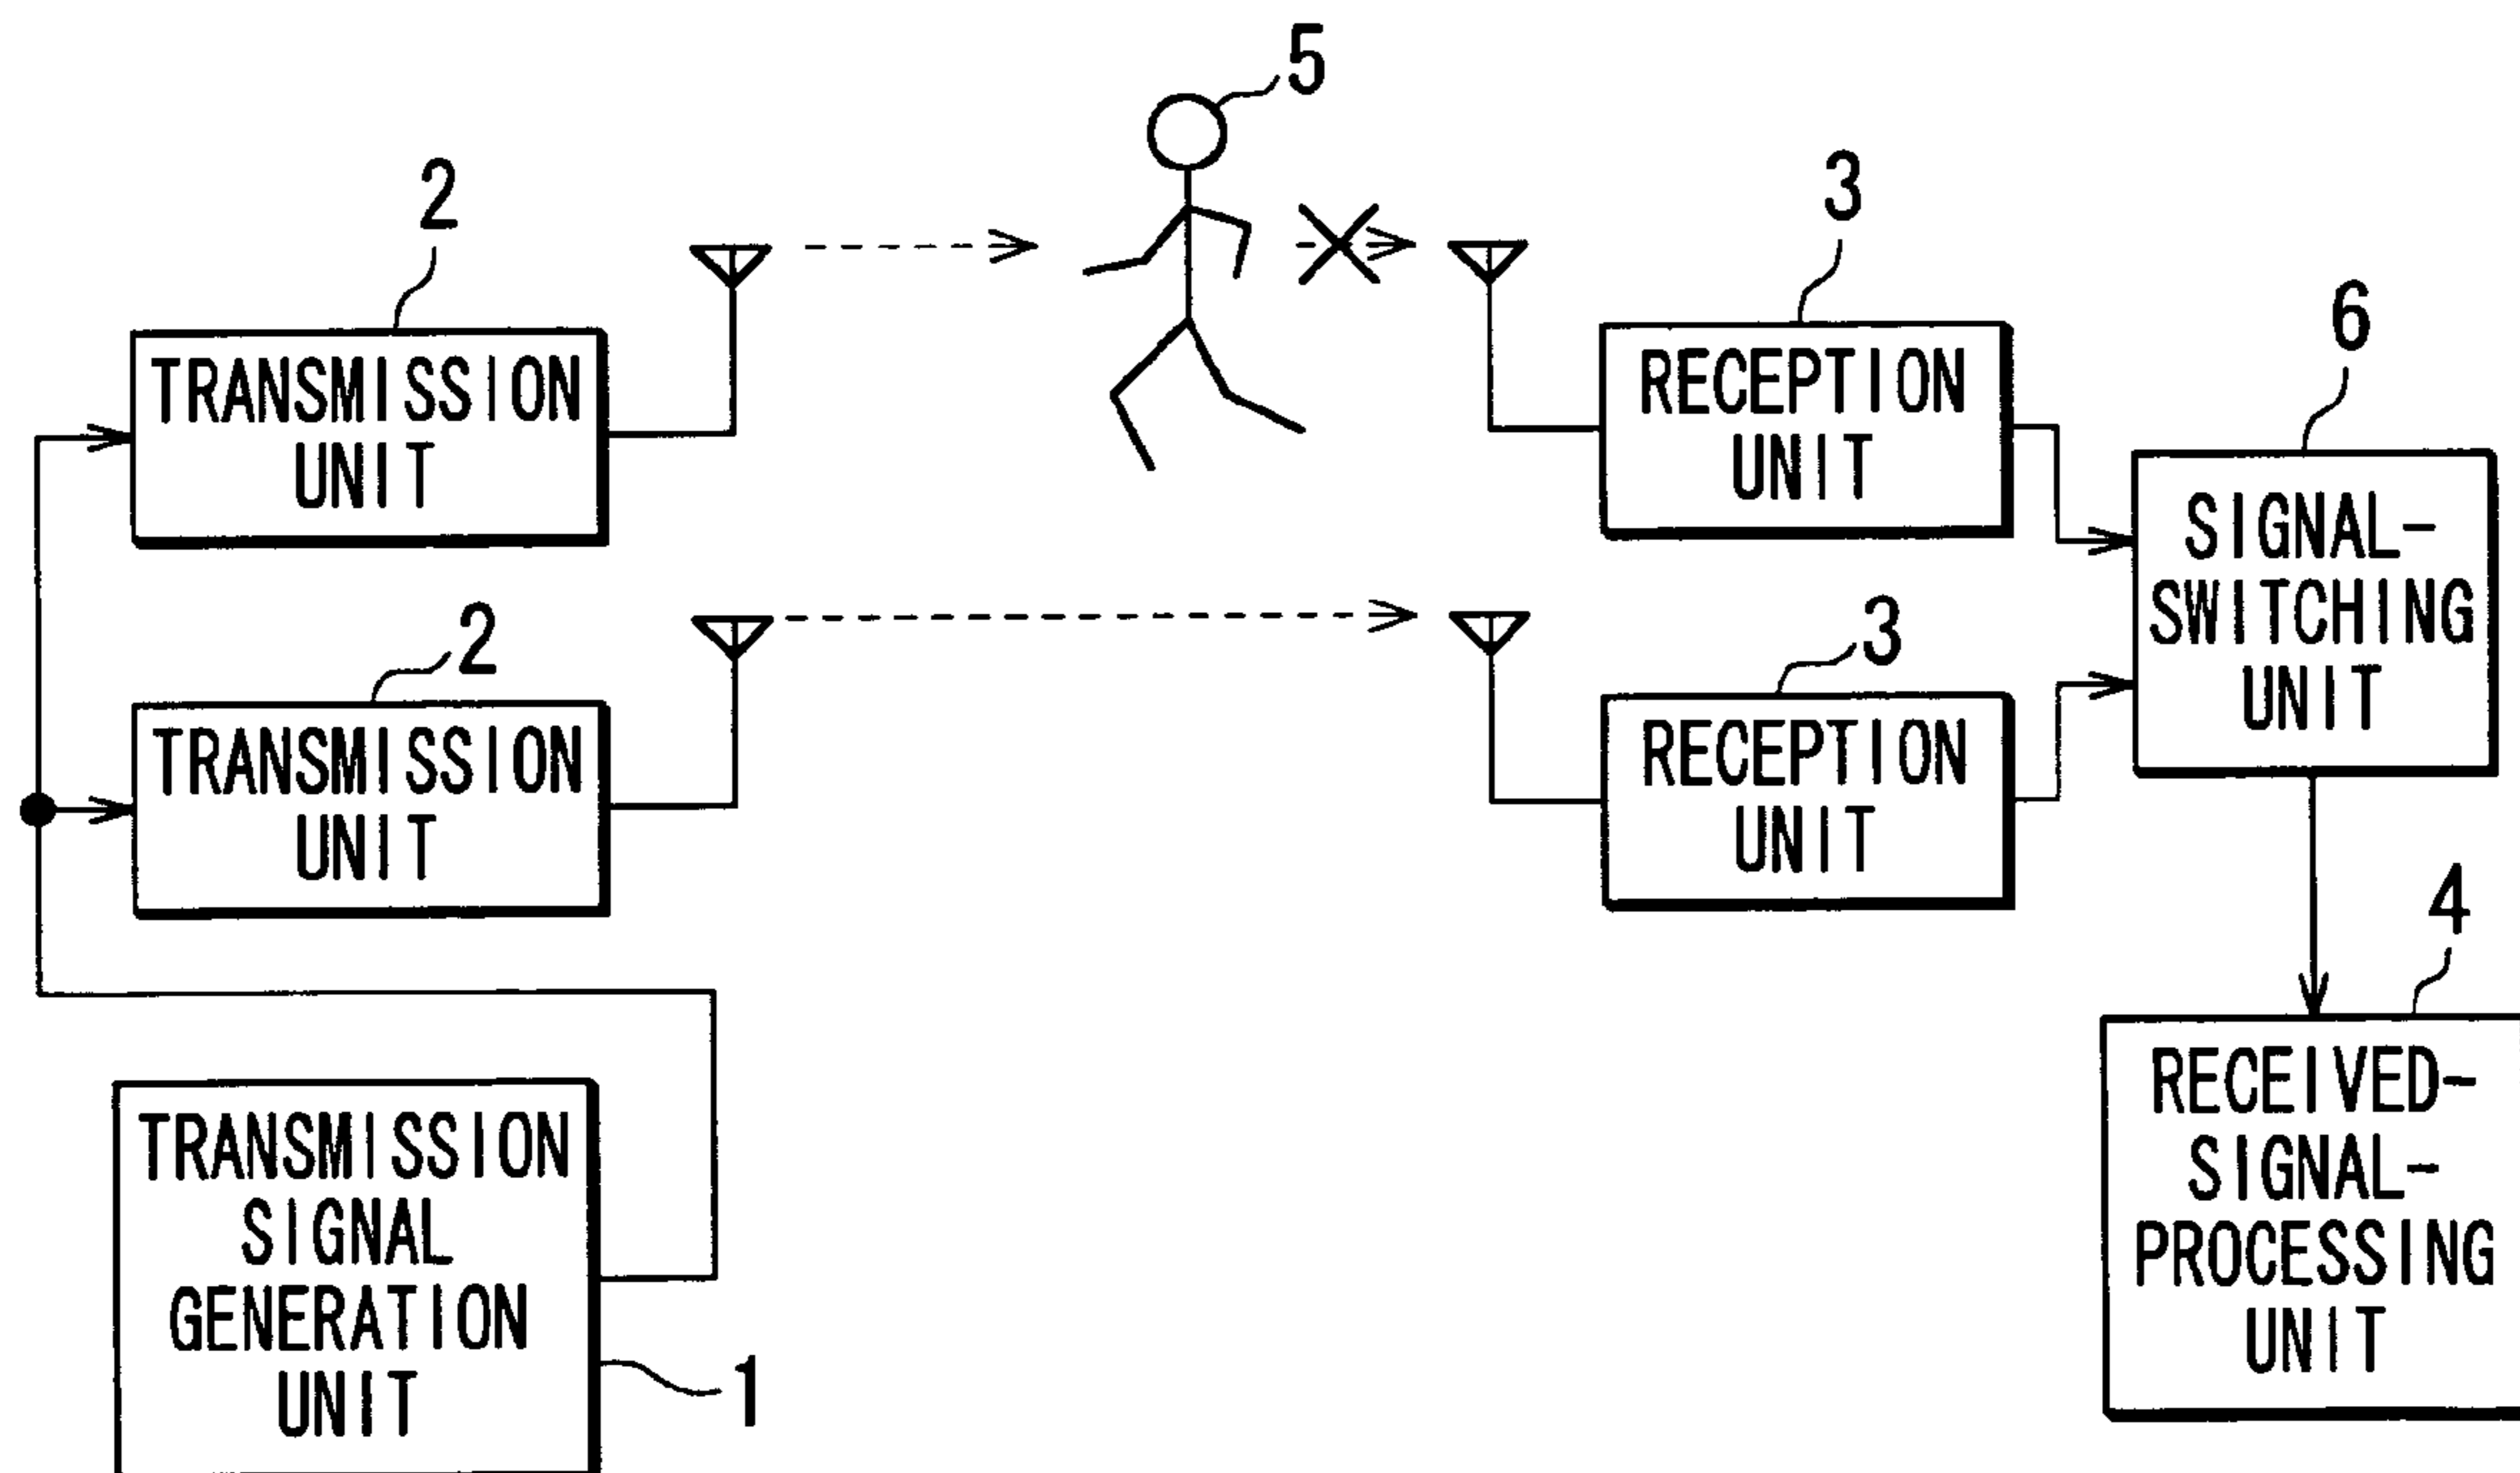 5
2
3
TRANSMISSION
UNIT
RECEPTION
UNIT
6
SIGNAL-
SWITCHING
UNIT
2
TRANSMISSION
UNIT
3
RECEPTION
UNIT
4
RECEIVED-
SIGNAL-
PROCESSING
UNIT
TRANSMISSION
SIGNAL
GENERATION
UNIT
1